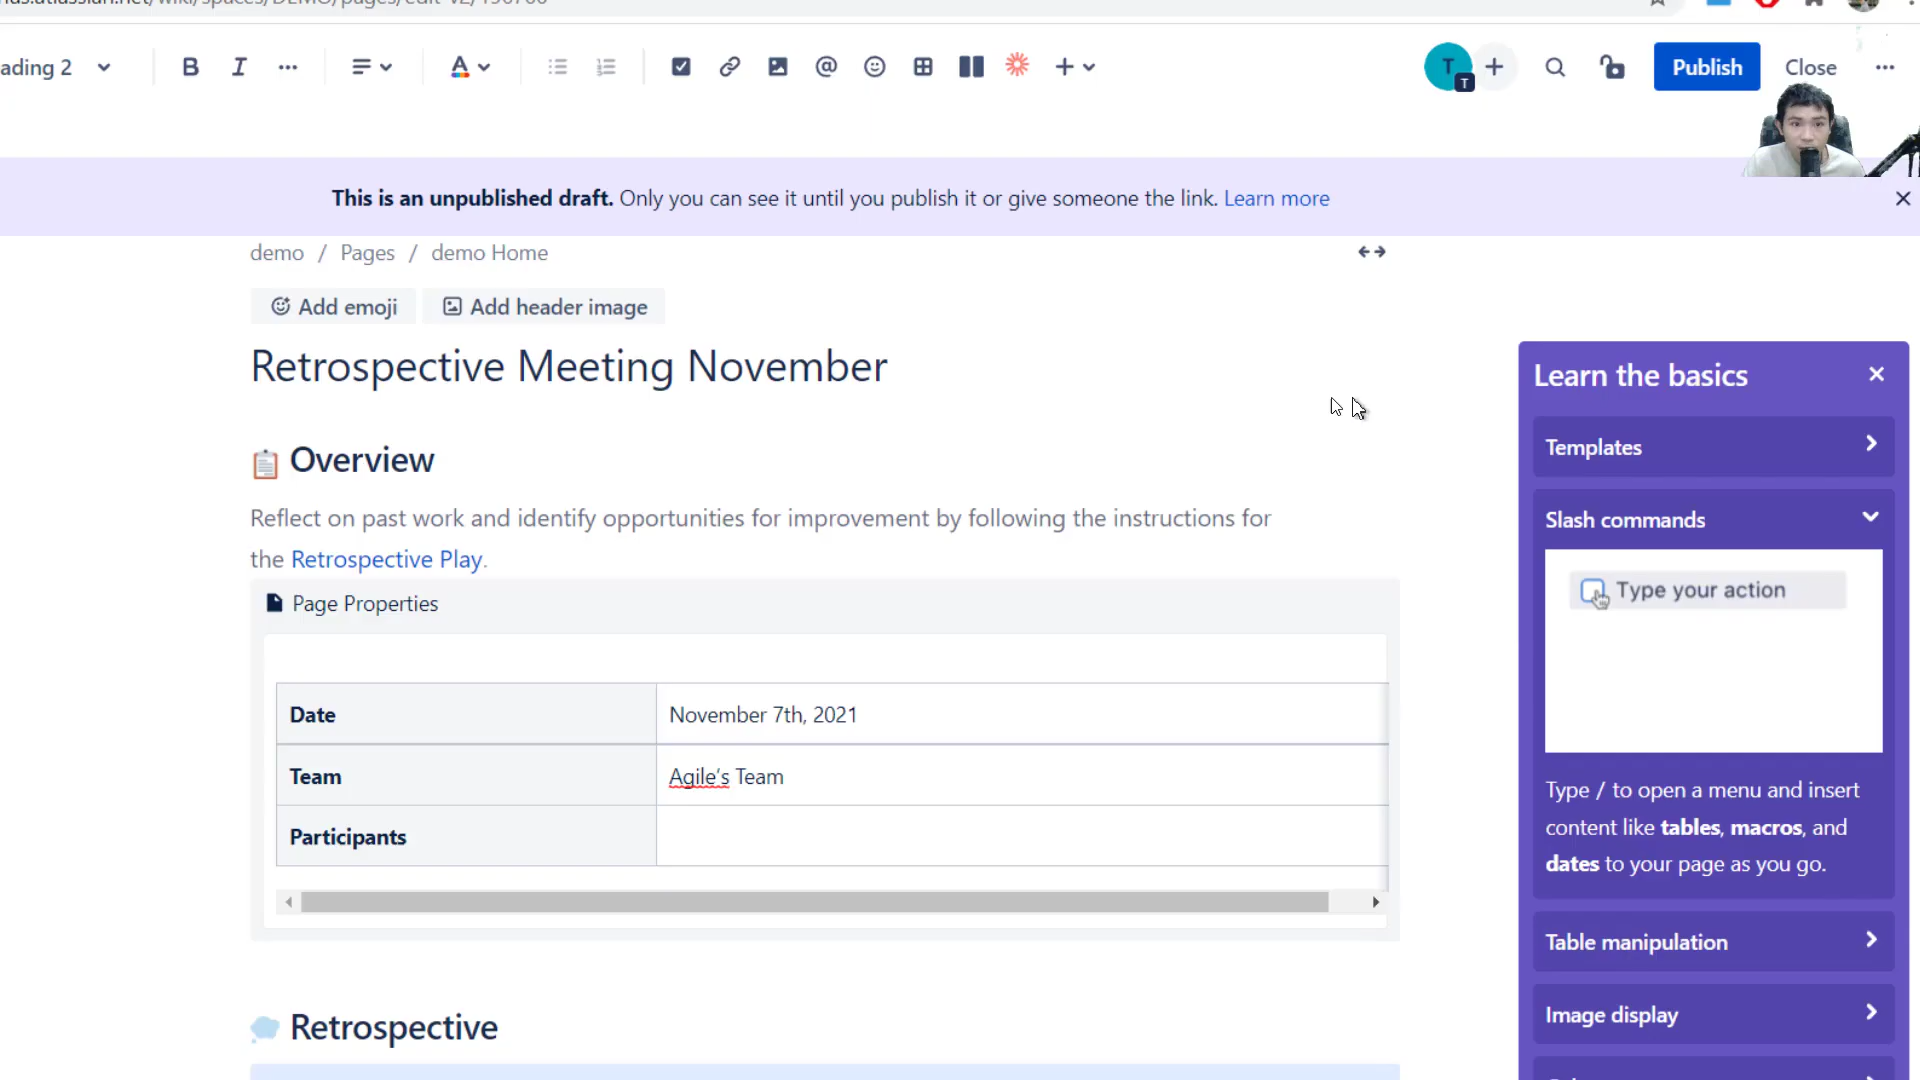 ading 2
B
I
A
@
T
T
Publish
Close
This is an unpublished draft. Only you can see it until you publish it or give someone the link. Learn more
demo / Pages / demo Home
Add emoji
Add header image
Retrospective Meeting November
Overview
Reflect on past work and identify opportunities for improvement by following the instructions for
the Retrospective Play.
Page Properties
Date
November 7th, 2021
Team
Agile's Team
Participants
Retrospective
Learn the basics
Templates
Slash commands
Type your action
Type / to open a menu and insert
content like tables, macros, and
dates to your page as you go.
Table manipulation
Image display